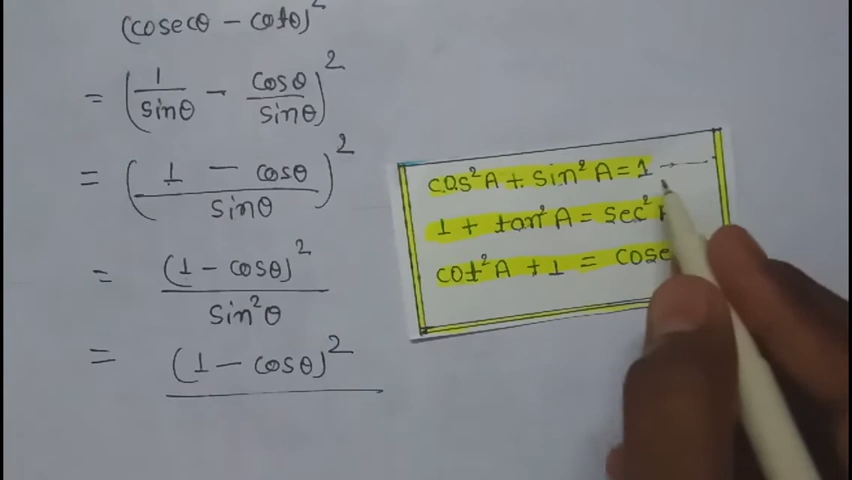 (cosecθ - cotθ)²
= (1/sinθ - cosθ/sinθ)²
= (1 - cosθ/sinθ)²
= (1 - cosθ)²/sin²θ
= (1 - cosθ)²
cos²A + sin²A = 1
1 + tan²A = sec²
cot²A + 1 =